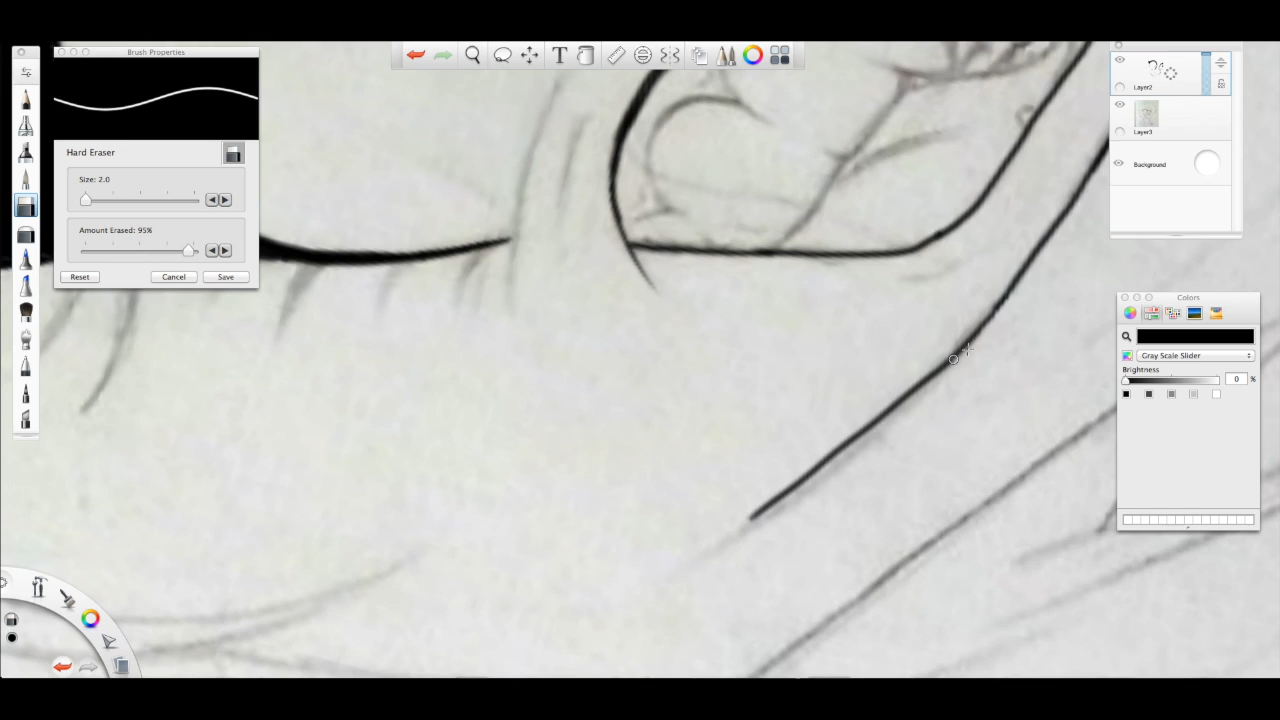 Brush Properties
Hard Eraser
Size: 2.0
Amount Erased: 95%
Reset
Cancel
Save
T
Layer2
Layer3
Background
Colors
Gray Scale Slider
Brightness
0 %